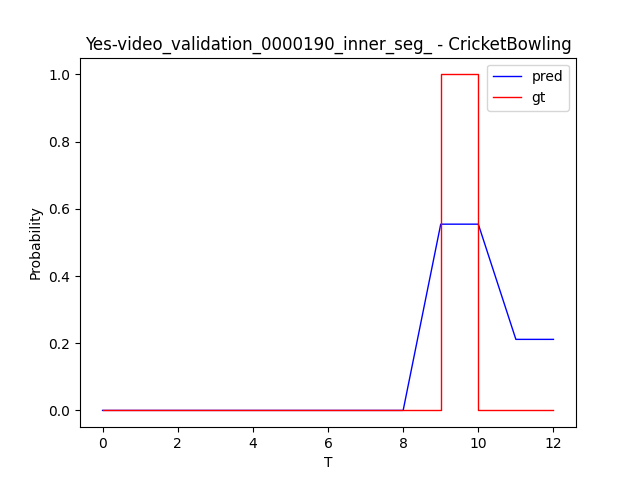 Yes-video_validation_0000190_inner_seg_ - CricketBowling
pred
gt
1.0
0.8
0.6
0.4
0.2
0.0
Probability
0 2 4 6 8 10 12
T